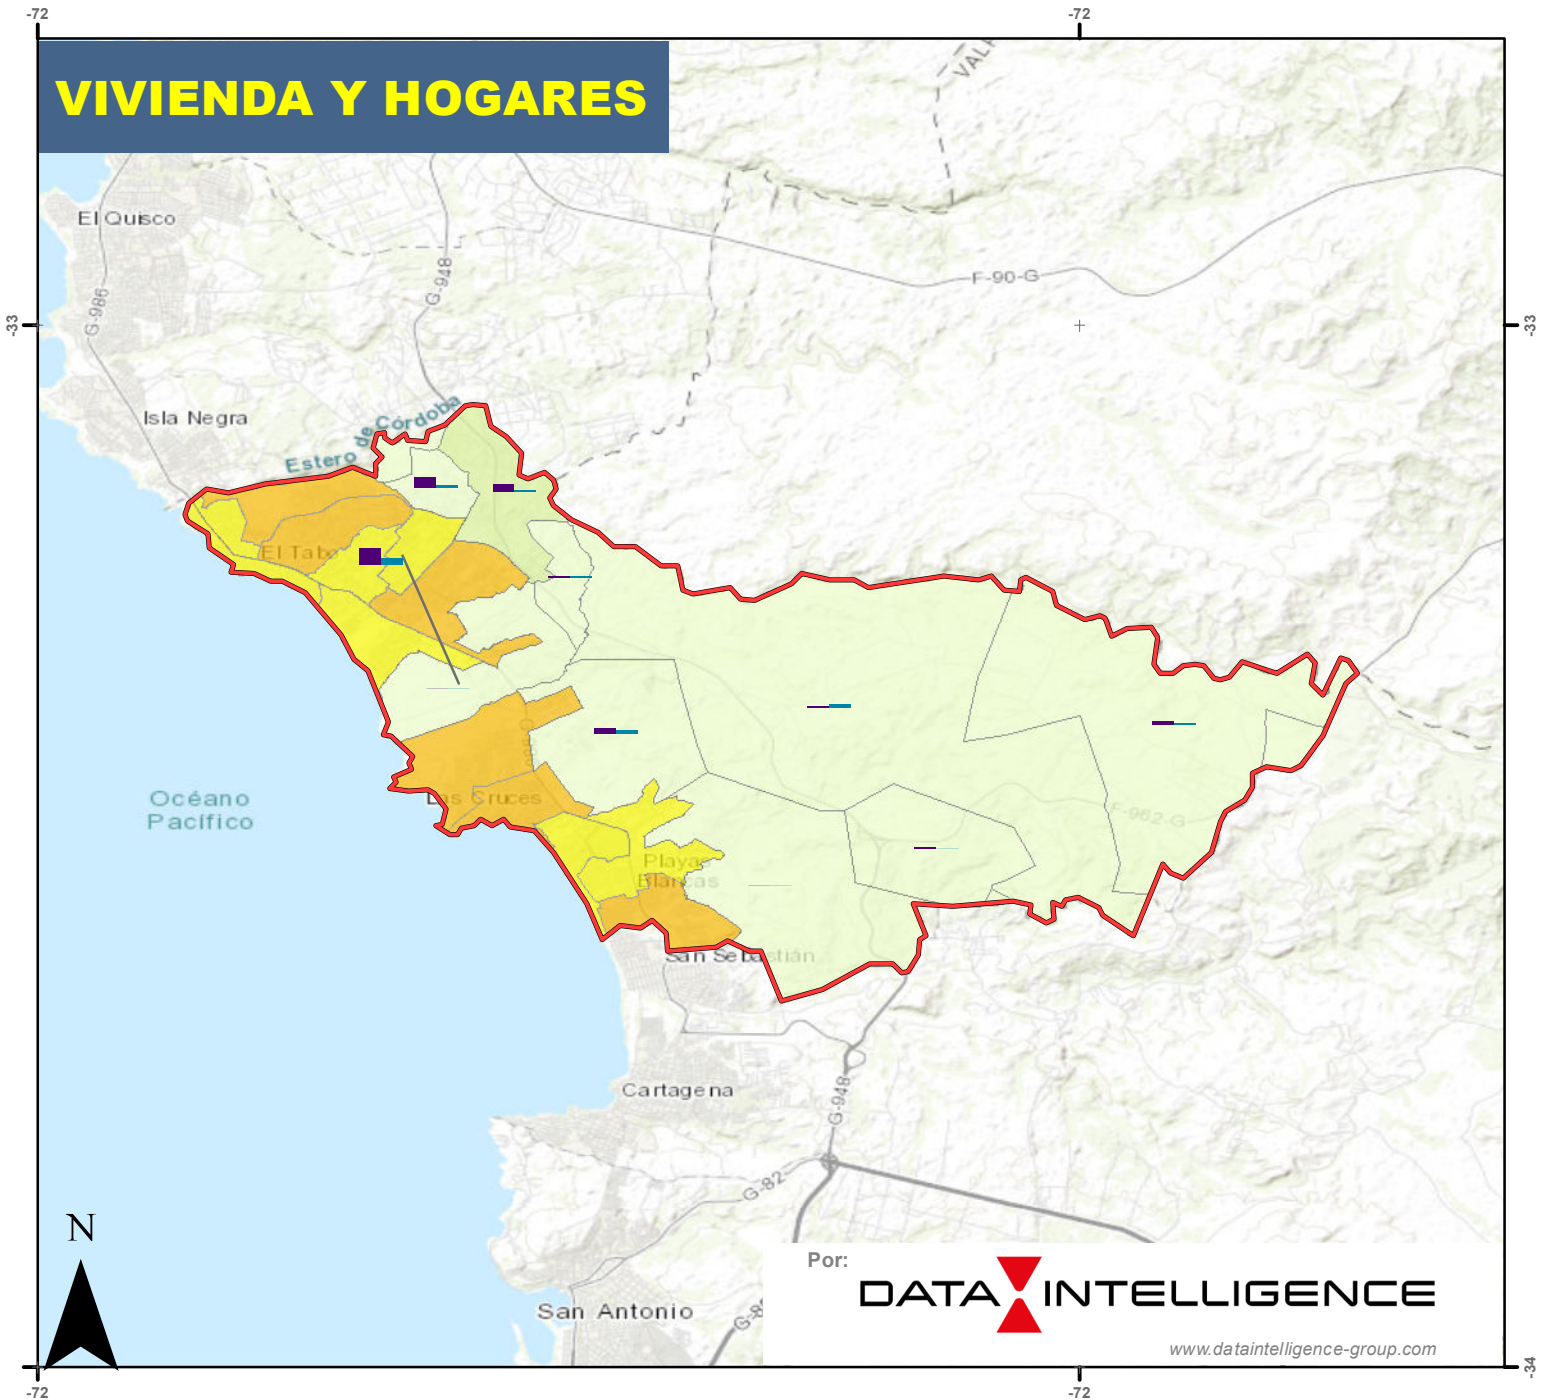 -72
-72
VIVIENDA Y HOGARES
El Quisco
G-986
G-948
F-90-G
-33
-33
Isla Negra
Estero de Córdoba
El Tabo
Océano
Pacífico
Las Cruces
F-962-G
Playas
Blancas
San Sebastián
Cartagena
G-948
G-82
N
San Antonio
Por:
DATA INTELLIGENCE
www.dataintelligence-group.com
-34
-72
-72